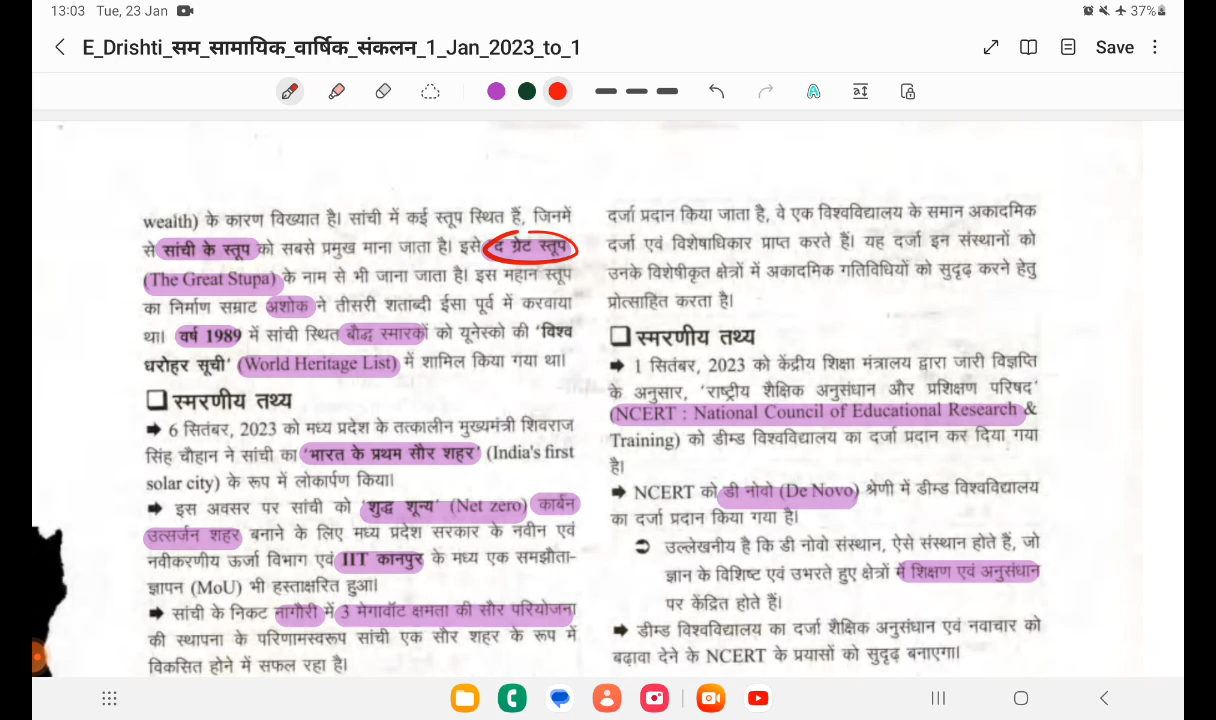 13:03 Tue, 23 Jan
37%
E_Drishti_सम_सामायिक_वार्षिक_संकलन_1_Jan_2023_to_1
Save
wealth) के कारण विख्यात है। सांची में कई स्तूप स्थित हैं, जिनमें
से सांची के स्तूप को सबसे प्रमुख माना जाता है। इसे द ग्रेट स्तूप
(The Great Stupa) के नाम से भी जाना जाता है। इस महान स्तूप
का निर्माण सम्राट अशोक ने तीसरी शताब्दी ईसा पूर्व में करवाया
था। वर्ष 1989 में सांची स्थित बौद्ध स्मारकों को यूनेस्को की 'विश्व
धरोहर सूची' (World Heritage List) में शामिल किया गया था।
❑ स्मरणीय तथ्य
➡ 6 सितंबर, 2023 को मध्य प्रदेश के तत्कालीन मुख्यमंत्री शिवराज
सिंह चौहान ने सांची का 'भारत के प्रथम सौर शहर' (India's first
solar city) के रूप में लोकार्पण किया।
➡ इस अवसर पर सांची को 'शुद्ध शून्य' (Net zero) कार्बन
उत्सर्जन शहर बनाने के लिए मध्य प्रदेश सरकार के नवीन एवं
नवीकरणीय ऊर्जा विभाग एवं IIT कानपुर के मध्य एक समझौता-
ज्ञापन (MoU) भी हस्ताक्षरित हुआ।
➡ सांची के निकट नागौरी में 3 मेगावॉट क्षमता की सौर परियोजना
की स्थापना के परिणामस्वरूप सांची एक सौर शहर के रूप में
विकसित होने में सफल रहा है।
दर्जा प्रदान किया जाता है, वे एक विश्वविद्यालय के समान अकादमिक
दर्जा एवं विशेषाधिकार प्राप्त करते हैं। यह दर्जा इन संस्थानों को
उनके विशेषीकृत क्षेत्रों में अकादमिक गतिविधियों को सुदृढ़ करने हेतु
प्रोत्साहित करता है।
❑ स्मरणीय तथ्य
➡ 1 सितंबर, 2023 को केंद्रीय शिक्षा मंत्रालय द्वारा जारी विज्ञप्ति
के अनुसार, 'राष्ट्रीय शैक्षिक अनुसंधान और प्रशिक्षण परिषद'
(NCERT : National Council of Educational Research &
Training) को डीम्ड विश्वविद्यालय का दर्जा प्रदान कर दिया गया
है।
➡ NCERT को डी नोवो (De Novo) श्रेणी में डीम्ड विश्वविद्यालय
का दर्जा प्रदान किया गया है।
➲ उल्लेखनीय है कि डी नोवो संस्थान, ऐसे संस्थान होते हैं, जो
ज्ञान के विशिष्ट एवं उभरते हुए क्षेत्रों में शिक्षण एवं अनुसंधान
पर केंद्रित होते हैं।
➡ डीम्ड विश्वविद्यालय का दर्जा शैक्षिक अनुसंधान एवं नवाचार को
बढ़ावा देने के NCERT के प्रयासों को सुदृढ़ बनाएगा।